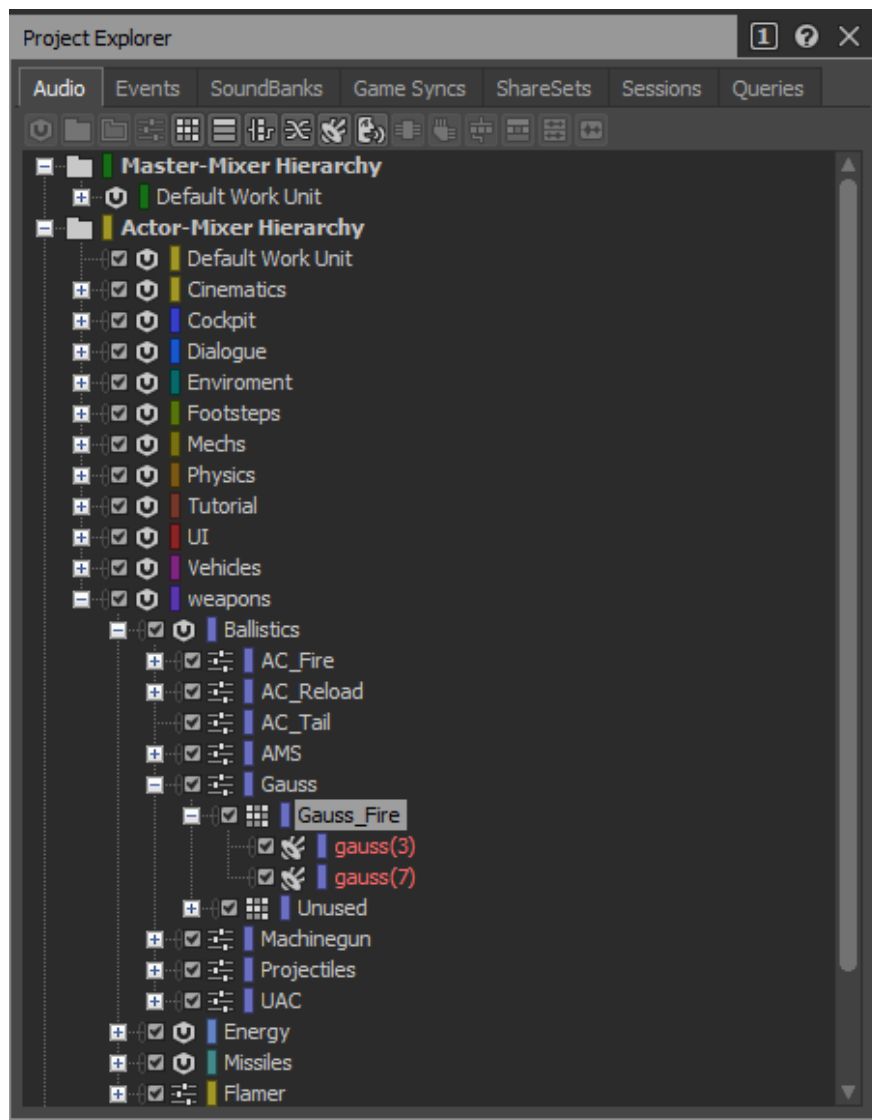 Project Explorer 1 ?
Audio Events SoundBanks Game Syncs ShareSets Sessions Queries
Master-Mixer Hierarchy
Default Work Unit
Actor-Mixer Hierarchy
Default Work Unit
Cinematics
Cockpit
Dialogue
Enviroment
Footsteps
Mechs
Physics
Tutorial
UI
Vehicles
weapons
Ballistics
AC_Fire
AC_Reload
AC_Tail
AMS
Gauss
Gauss_Fire
gauss(3)
gauss(7)
Unused
Machinegun
Projectiles
UAC
Energy
Missiles
Flamer